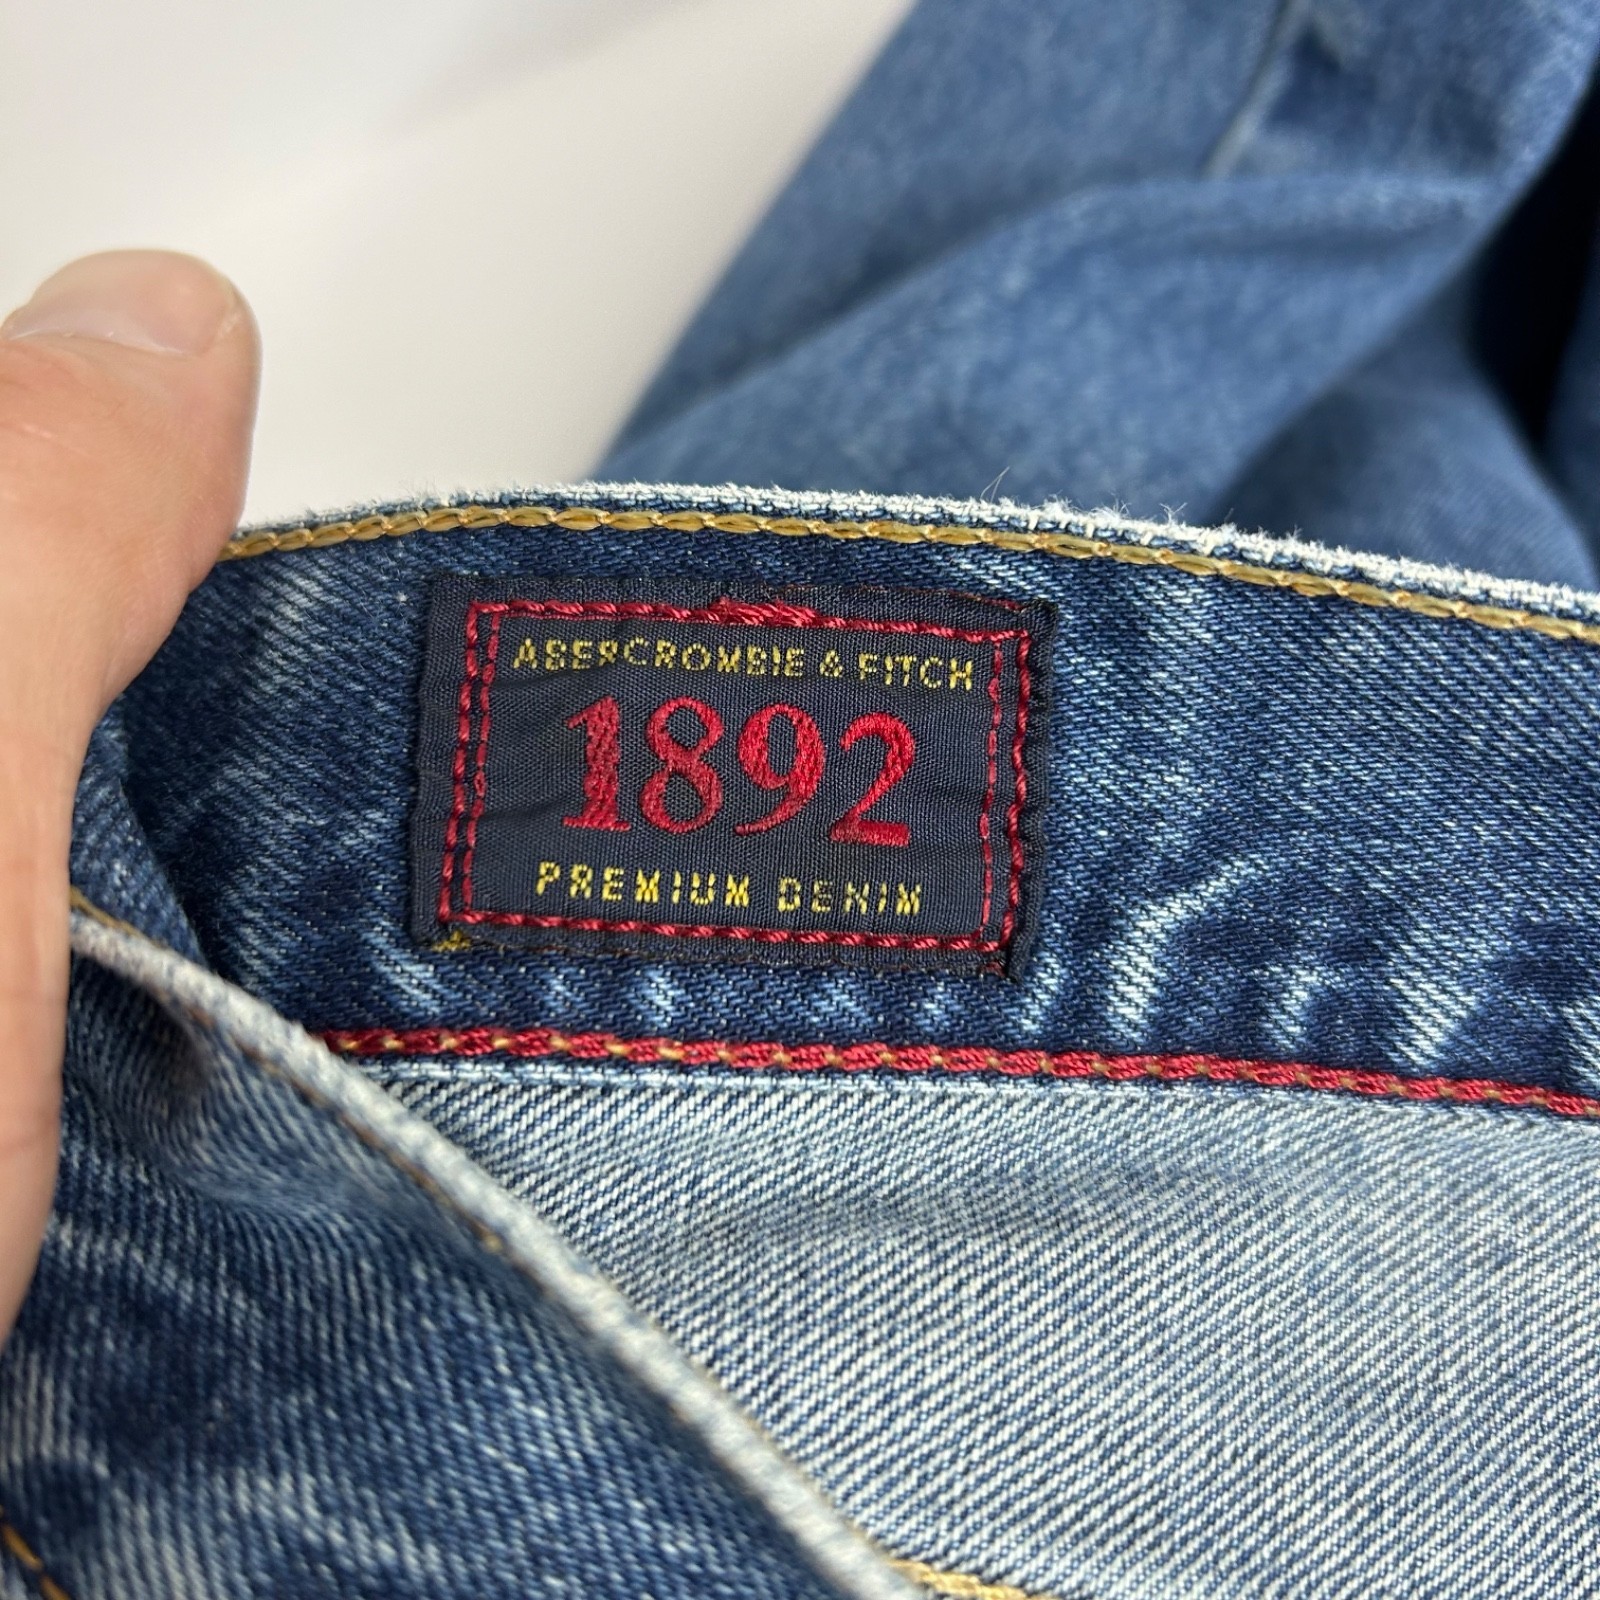 ABERCROMBIE & FITCH
1892
PREMIUM DENIM